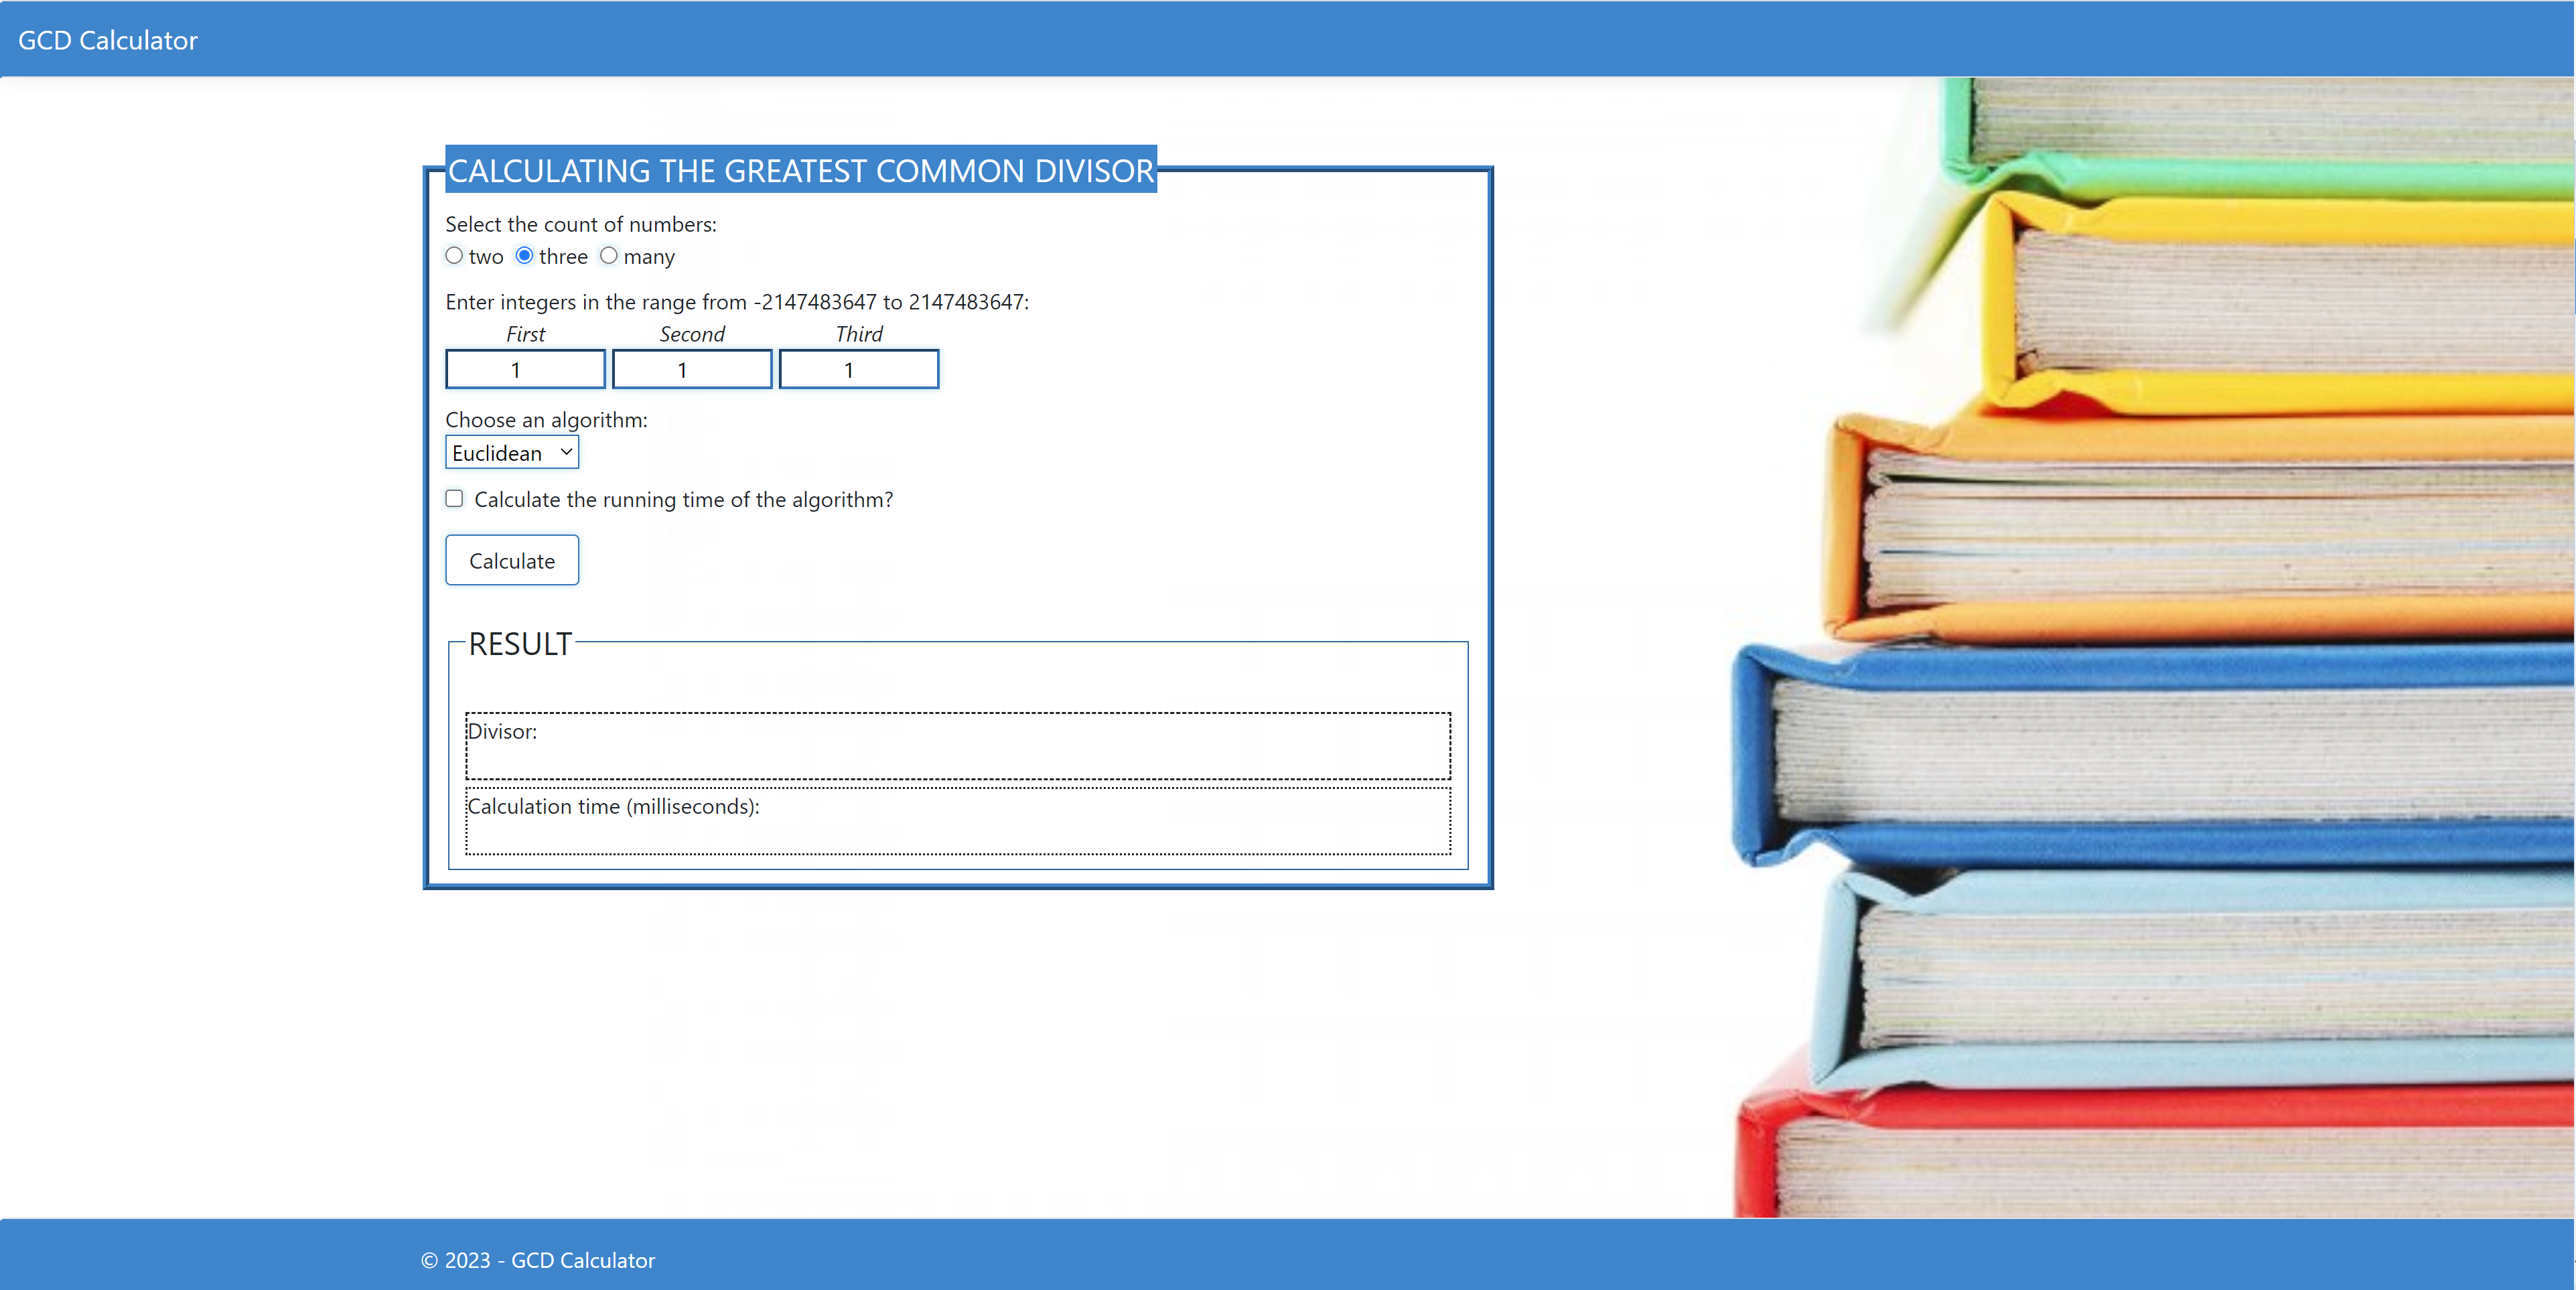 GCD Calculator
CALCULATING THE GREATEST COMMON DIVISOR
Select the count of numbers:
two three many
Enter integers in the range from -2147483647 to 2147483647:
First Second Third
1 1 1
Choose an algorithm:
Euclidean
Calculate the running time of the algorithm?
Calculate
RESULT
Divisor:
Calculation time (milliseconds):
© 2023 - GCD Calculator